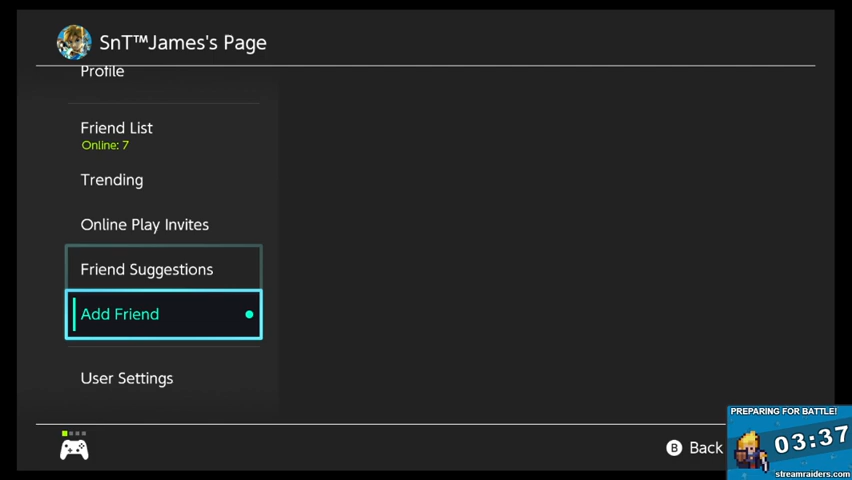 SnT™James's Page
Profile
Friend List
Online: 7
Trending
Online Play Invites
Friend Suggestions
Add Friend
User Settings
B Back
PREPARING FOR BATTLE!
03:37
streamraiders.com